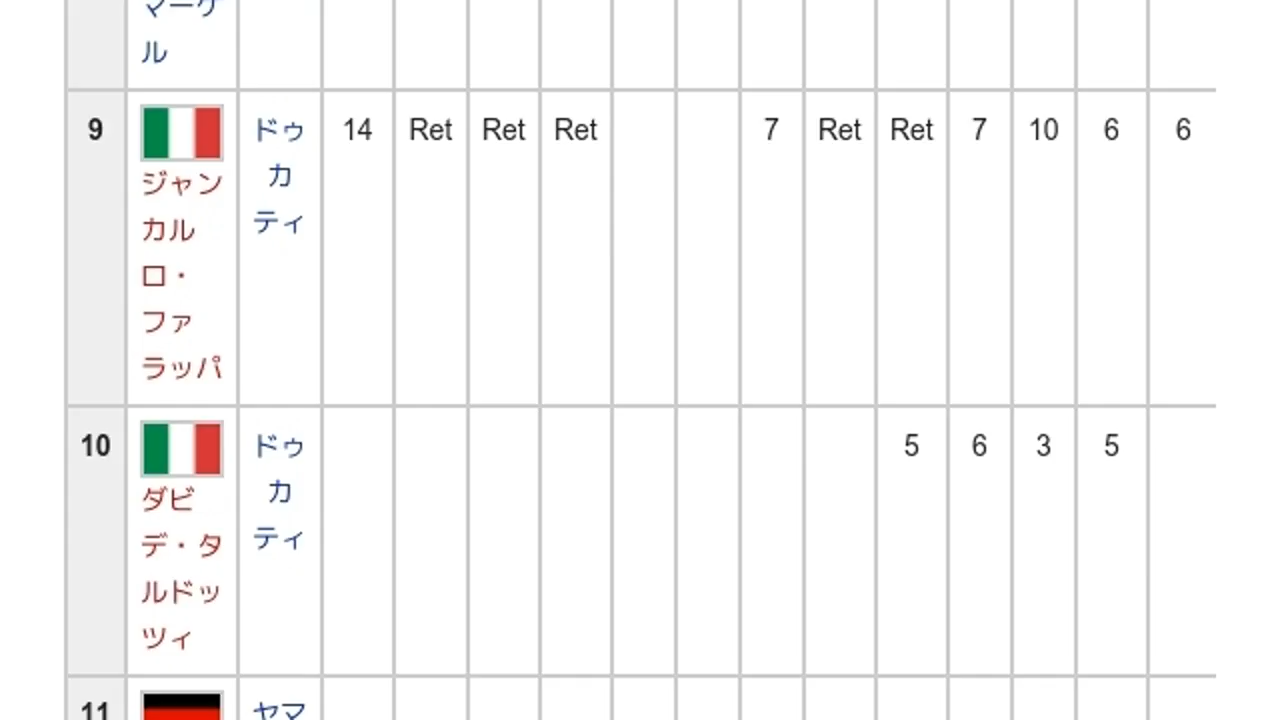 マーケ
ル
9 ドゥ 14 Ret Ret Ret 7 Ret Ret 7 10 6 6
カ
ジャン
ティ
カル
ロ・
ファ
ラッパ
10 ドゥ 5 6 3 5
カ
ダビ
ティ
デ・タ
ルドッ
ツィ
11 ヤマ